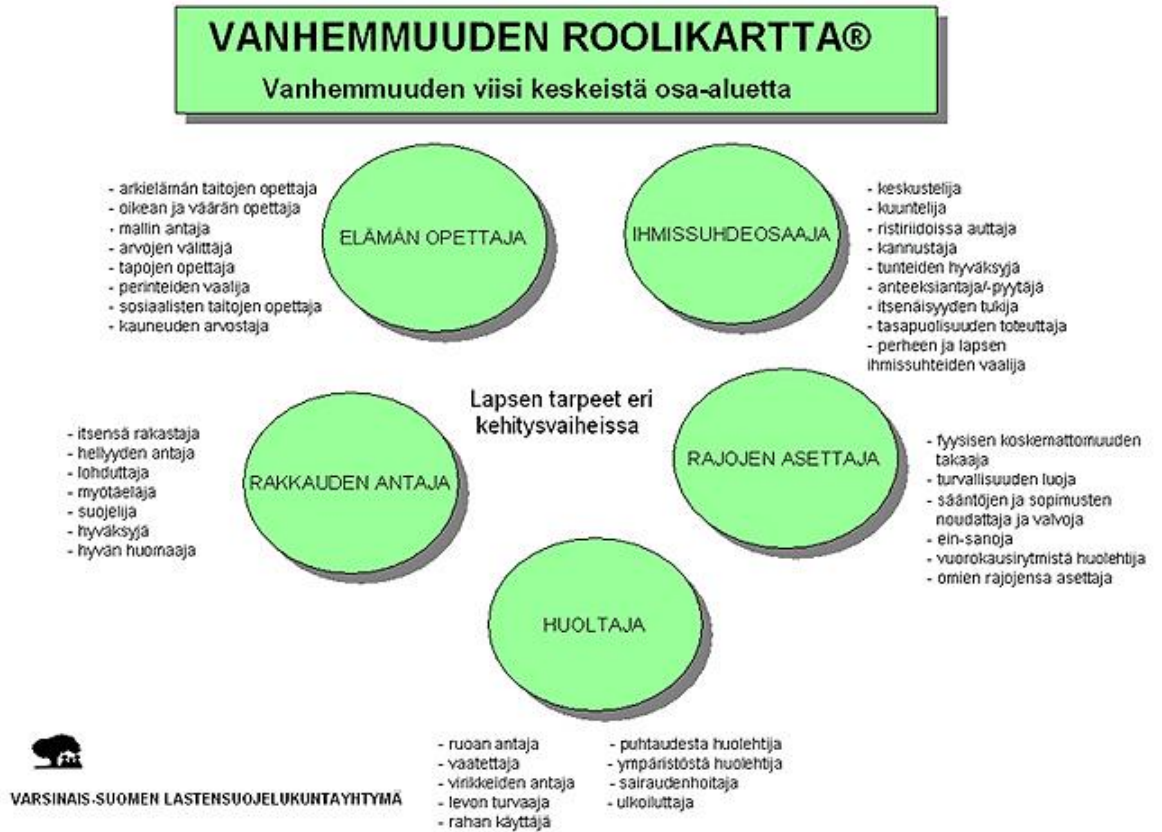 VANHEMMUUDEN ROOLIKARTTA®
Vanhemmuuden viisi keskeistä osa-aluetta
- arkielämän taitojen opettaja
- oikean ja väärän opettaja
- mallin antaja
- arvojen välittäjä
- tapojen opettaja
- perinteiden vaalija
- sosiaalisten taitojen opettaja
- kauneuden arvostaja
ELÄMÄN OPETTAJA
IHMISSUHDEOSAAJA
- keskustelija
- kuuntelija
- ristiriidoissa auttaja
- kannustaja
- tunteiden hyväksyjä
- anteeksiantaja/-pyytäjä
- itsenäisyyden tukija
- tasapuolisuuden toteuttaja
- perheen ja lapsen
ihmissuhteiden vaalija
Lapsen tarpeet eri
kehitysvaiheissa
- itsensä rakastaja
- hellyyden antaja
- lohduttaja
- myötäeläjä
- suojelija
- hyväksyjä
- hyvän huomaaja
RAKKAUDEN ANTAJA
RAJOJEN ASETTAJA
- fyysisen koskemattomuuden
takaaja
- turvallisuuden luoja
- sääntöjen ja sopimusten
noudattaja ja valvoja
- ein-sanoja
- vuorokausirytmistä huolehtija
- omien rajojensa asettaja
HUOLTAJA
- ruoan antaja
- vaatettaja
- virikkeiden antaja
- levon turvaaja
- rahan käyttäjä
- puhtaudesta huolehtija
- ympäristöstä huolehtija
- sairaudenhoitaja
- ulkoiluttaja
VARSINAIS-SUOMEN LASTENSUOJELUKUNTAYHTYMÄ